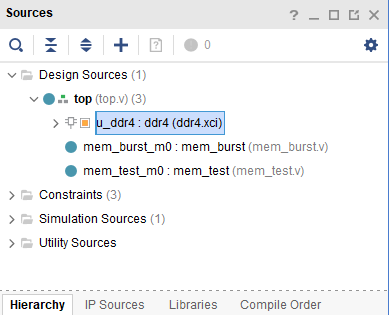 Sources
? _ □
0
Design Sources (1)
top (top.v) (3)
u_ddr4 : ddr4 (ddr4.xci)
mem_burst_m0 : mem_burst (mem_burst.v)
mem_test_m0 : mem_test (mem_test.v)
Constraints (3)
Simulation Sources (1)
Utility Sources
Hierarchy IP Sources Libraries Compile Order